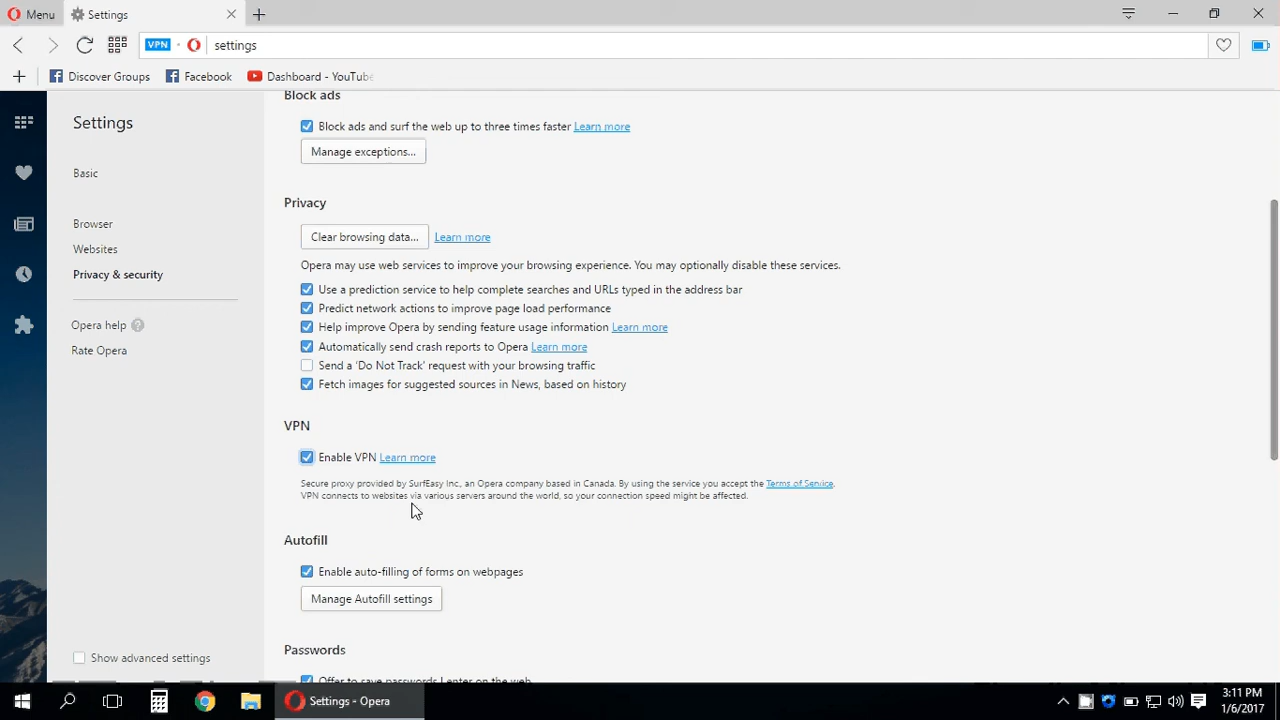 Menu
Settings
VPN
settings
Discover Groups
Facebook
Dashboard - YouTube
Settings
Basic
Browser
Websites
Privacy & security
Opera help ?
Rate Opera
Show advanced settings
Block ads
Block ads and surf the web up to three times faster Learn more
Manage exceptions...
Privacy
Clear browsing data... Learn more
Opera may use web services to improve your browsing experience. You may optionally disable these services.
Use a prediction service to help complete searches and URLs typed in the address bar
Predict network actions to improve page load performance
Help improve Opera by sending feature usage information Learn more
Automatically send crash reports to Opera Learn more
Send a 'Do Not Track' request with your browsing traffic
Fetch images for suggested sources in News, based on history
VPN
Enable VPN Learn more
Secure proxy provided by SurfEasy Inc., an Opera company based in Canada. By using the service you accept the Terms of Service.
VPN connects to websites via various servers around the world, so your connection speed might be affected.
Autofill
Enable auto-filling of forms on webpages
Manage Autofill settings
Passwords
Offer to save passwords I enter on the web
Settings - Opera
3:11 PM
1/6/2017